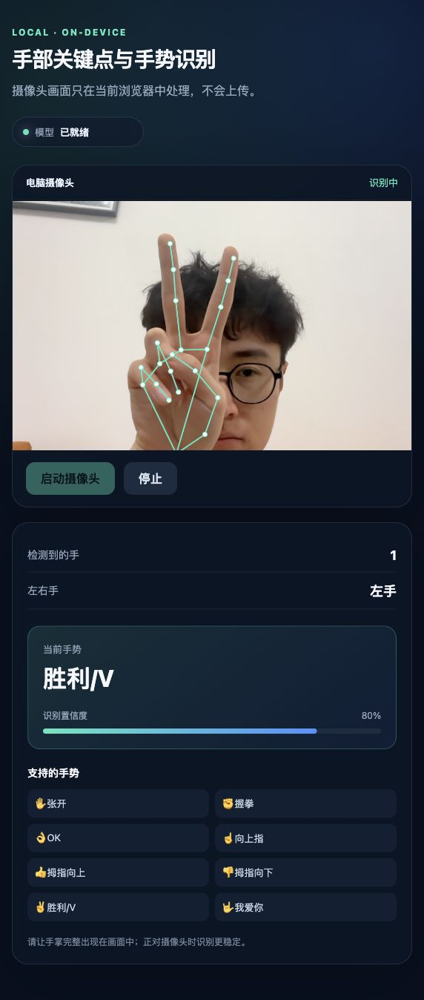 LOCAL · ON-DEVICE
手部关键点与手势识别
摄像头画面只在当前浏览器中处理，不会上传。
模型 已就绪
电脑摄像头 识别中
启动摄像头 停止
检测到的手 1
左右手 左手
当前手势
胜利/V
识别置信度 80%
支持的手势
🖐️张开 ✊握拳
👌OK ☝️向上指
👍拇指向上 👎拇指向下
✌️胜利/V 🤟我爱你
请让手掌完整出现在画面中；正对摄像头时识别更稳定。